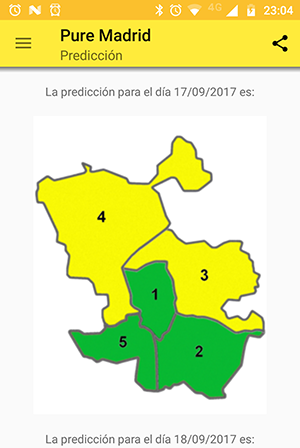 4G 23:04
Pure Madrid
Predicción
La predicción para el día 17/09/2017 es:
4
3
1
5
2
La predicción para el día 18/09/2017 es: